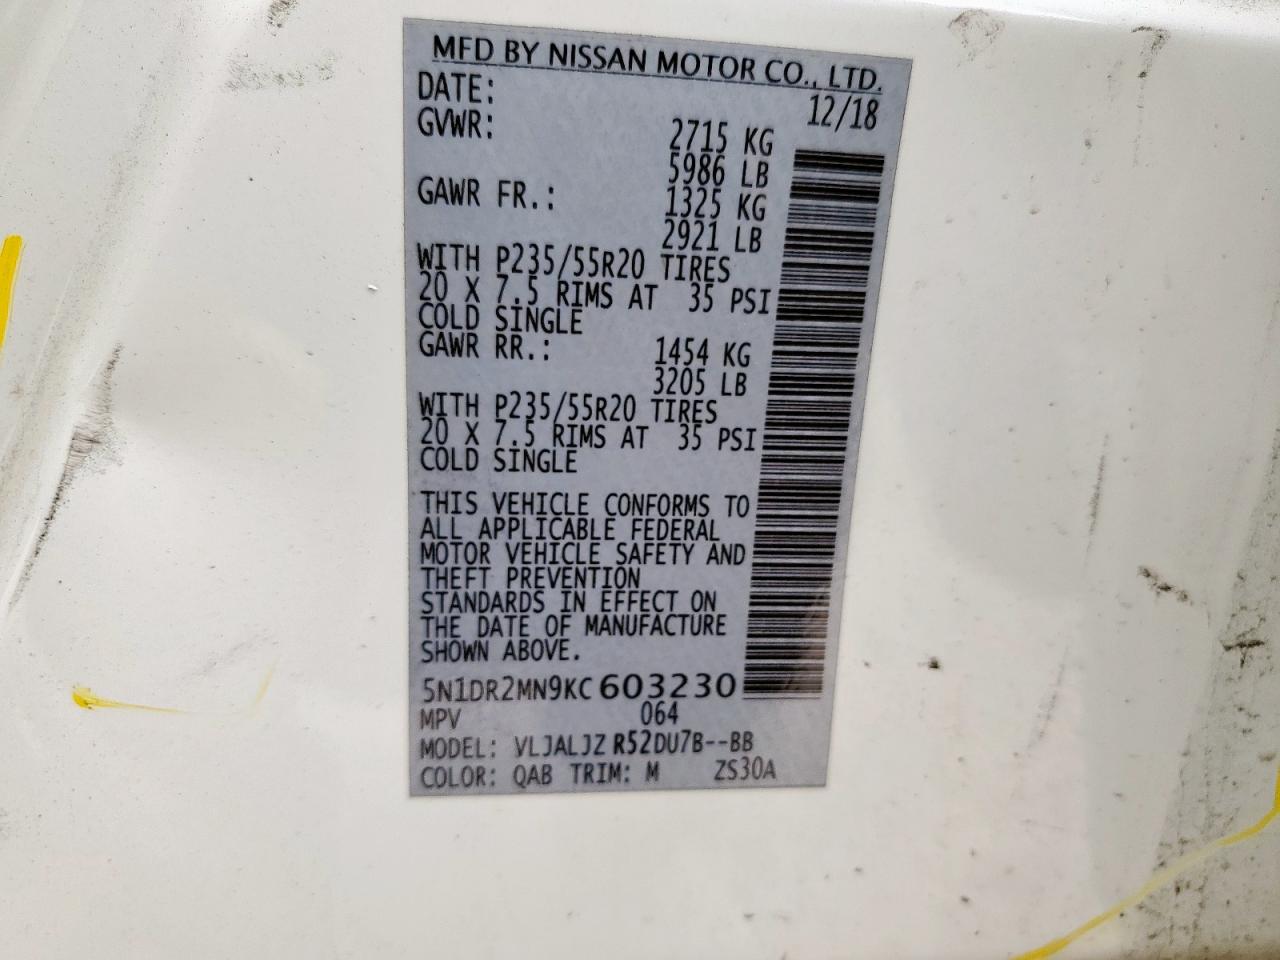 MFD BY NISSAN MOTOR CO., LTD.
DATE: 12/18
GVWR: 2715 KG
5986 LB
GAWR FR.: 1325 KG
2921 LB
WITH P235/55R20 TIRES
20 X 7.5 RIMS AT 35 PSI
COLD SINGLE
GAWR RR.: 1454 KG
3205 LB
WITH P235/55R20 TIRES
20 X 7.5 RIMS AT 35 PSI
COLD SINGLE
THIS VEHICLE CONFORMS TO
ALL APPLICABLE FEDERAL
MOTOR VEHICLE SAFETY AND
THEFT PREVENTION
STANDARDS IN EFFECT ON
THE DATE OF MANUFACTURE
SHOWN ABOVE.
5N1DR2MN9KC603230
MPV 064
MODEL: VLJALJZ R52DU7B--BB
COLOR: QAB TRIM: M ZS30A